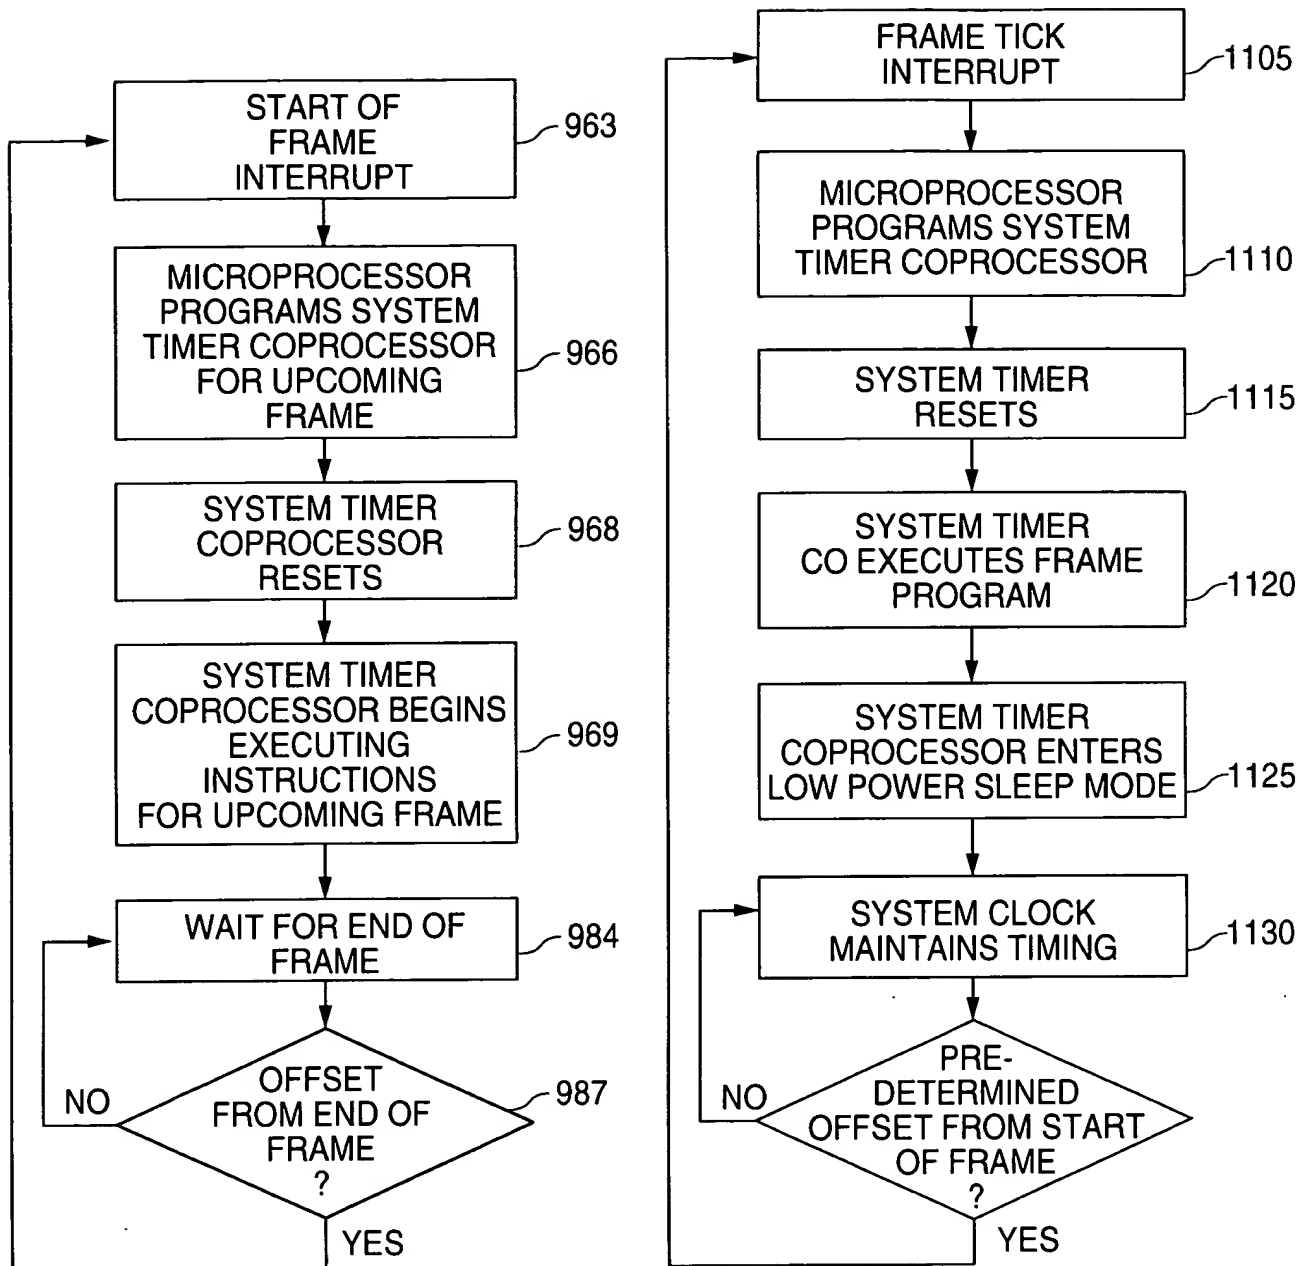 START OF
FRAME
INTERRUPT
963
MICROPROCESSOR
PROGRAMS SYSTEM
TIMER COPROCESSOR
FOR UPCOMING
FRAME
966
SYSTEM TIMER
COPROCESSOR
RESETS
968
SYSTEM TIMER
COPROCESSOR BEGINS
EXECUTING
INSTRUCTIONS
FOR UPCOMING FRAME
969
WAIT FOR END OF
FRAME
984
OFFSET
FROM END OF
FRAME
?
987
NO
YES
FRAME TICK
INTERRUPT
1105
MICROPROCESSOR
PROGRAMS SYSTEM
TIMER COPROCESSOR
1110
SYSTEM TIMER
RESETS
1115
SYSTEM TIMER
CO EXECUTES FRAME
PROGRAM
1120
SYSTEM TIMER
COPROCESSOR ENTERS
LOW POWER SLEEP MODE
1125
SYSTEM CLOCK
MAINTAINS TIMING
1130
PRE-
DETERMINED
OFFSET FROM START
OF FRAME
?
NO
YES